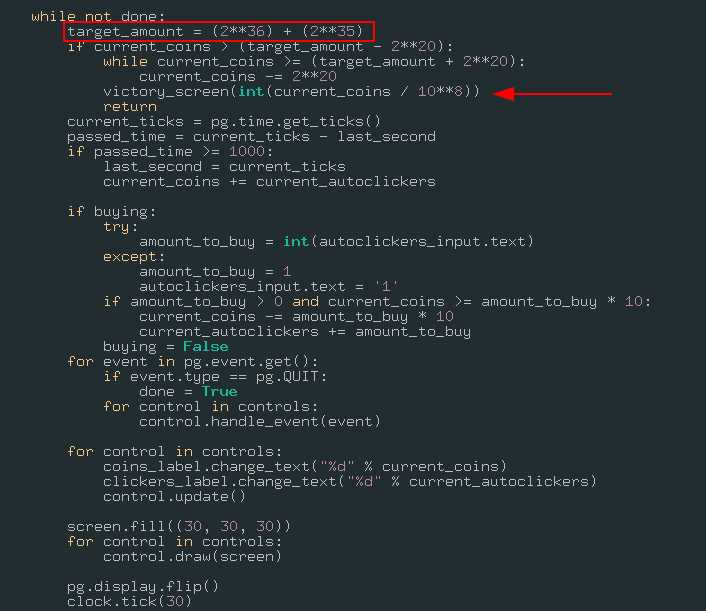 while not done:
target_amount = (2**36) + (2**35)
if current_coins > (target_amount - 2**20):
while current_coins >= (target_amount + 2**20):
current_coins -= 2**20
victory_screen(int(current_coins / 10**8))
return
current_ticks = pg.time.get_ticks()
passed_time = current_ticks - last_second
if passed_time >= 1000:
last_second = current_ticks
current_coins += current_autoclickers
if buying:
try:
amount_to_buy = int(autoclickers_input.text)
except:
amount_to_buy = 1
autoclickers_input.text = '1'
if amount_to_buy > 0 and current_coins >= amount_to_buy * 10:
current_coins -= amount_to_buy * 10
current_autoclickers += amount_to_buy
buying = False
for event in pg.event.get():
if event.type == pg.QUIT:
done = True
for control in controls:
control.handle_event(event)
for control in controls:
coins_label.change_text("%d" % current_coins)
clickers_label.change_text("%d" % current_autoclickers)
control.update()
screen.fill((30, 30, 30))
for control in controls:
control.draw(screen)
pg.display.flip()
clock.tick(30)